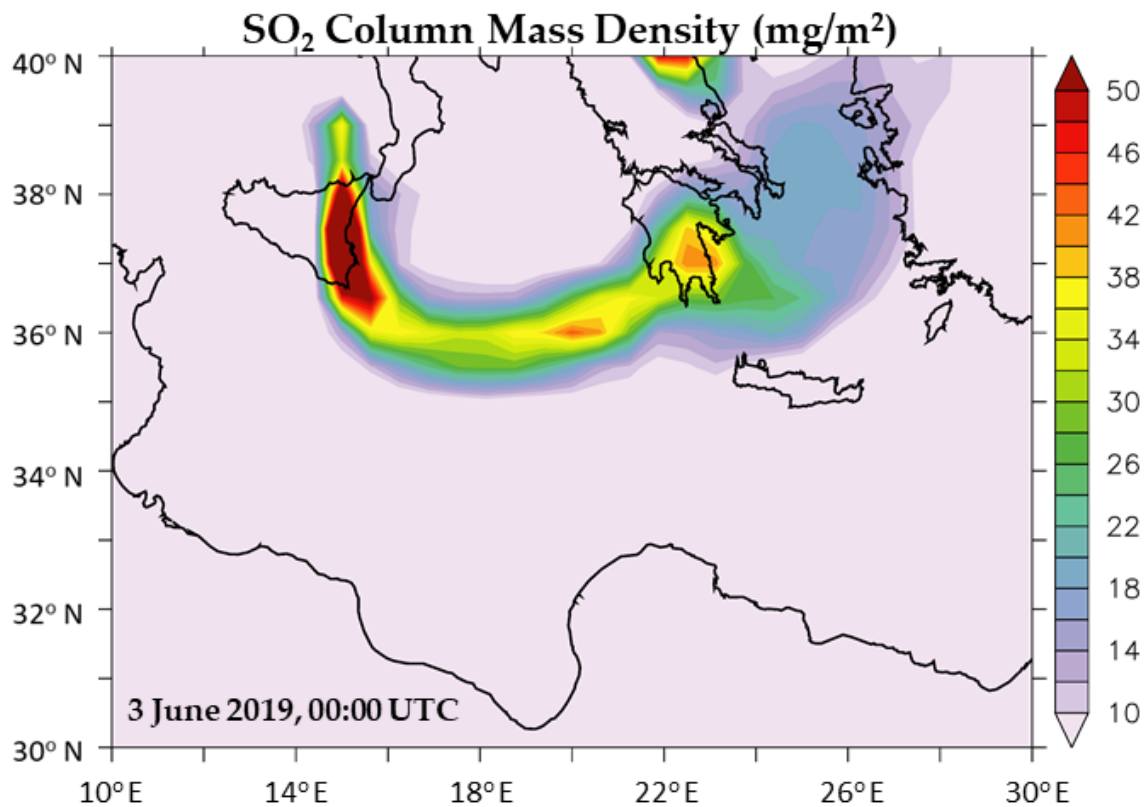 SO₂ Column Mass Density (mg/m²)
40° N
38° N
36° N
34° N
32° N
30° N
10°E
14°E
18°E
22°E
26°E
30°E
3 June 2019, 00:00 UTC
50
46
42
38
34
30
26
22
18
14
10